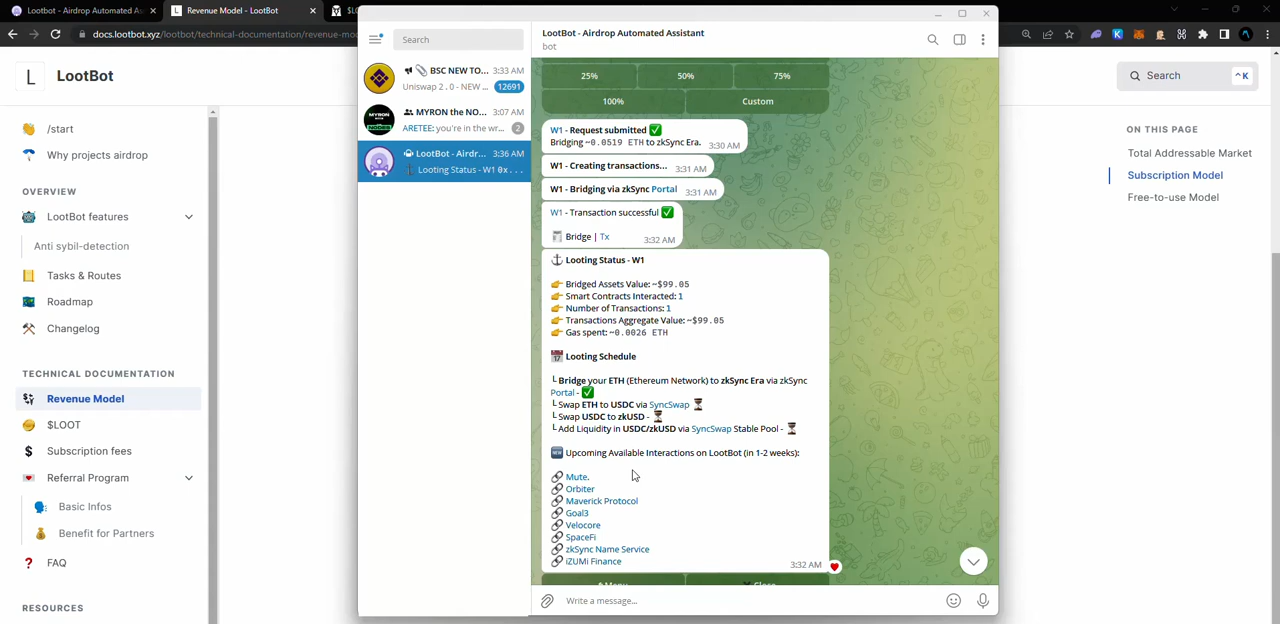 Lootbot - Airdrop Automated As
Revenue Model - LootBot
docs.lootbot.xyz/lootbot/technical-documentation/revenue-mo
L
LootBot
Search
^K
/start
Why projects airdrop
OVERVIEW
LootBot features
Anti sybil-detection
Tasks & Routes
Roadmap
Changelog
TECHNICAL DOCUMENTATION
Revenue Model
$LOOT
Subscription fees
Referral Program
Basic Infos
Benefit for Partners
FAQ
RESOURCES
Search
BSC NEW TO... 3:33 AM
Uniswap 2 . 0 - NEW ... 12691
MYRON the NO... 3:07 AM
ARETEE: you're in the wr... 2
LootBot - Airdr... 3:36 AM
Looting Status - W1 0x...
LootBot - Airdrop Automated Assistant
bot
25% 50% 75%
100% Custom
W1 - Request submitted
Bridging ~0.0519 ETH to zkSync Era. 3:30 AM
W1 - Creating transactions... 3:31 AM
W1 - Bridging via zkSync Portal 3:31 AM
W1 - Transaction successful
Bridge | Tx 3:32 AM
Looting Status - W1
Bridged Assets Value: ~$99.05
Smart Contracts Interacted: 1
Number of Transactions: 1
Transactions Aggregate Value: ~$99.05
Gas spent: ~0.0026 ETH
Looting Schedule
└ Bridge your ETH (Ethereum Network) to zkSync Era via zkSync
Portal -
└ Swap ETH to USDC via SyncSwap
└ Swap USDC to zkUSD -
└ Add Liquidity in USDC/zkUSD via SyncSwap Stable Pool -
Upcoming Available Interactions on LootBot (in 1-2 weeks):
Mute.
Orbiter
Maverick Protocol
Goal3
Velocore
SpaceFi
zkSync Name Service
iZUMi Finance
3:32 AM
Menu Close
Write a message...
ON THIS PAGE
Total Addressable Market
Subscription Model
Free-to-use Model